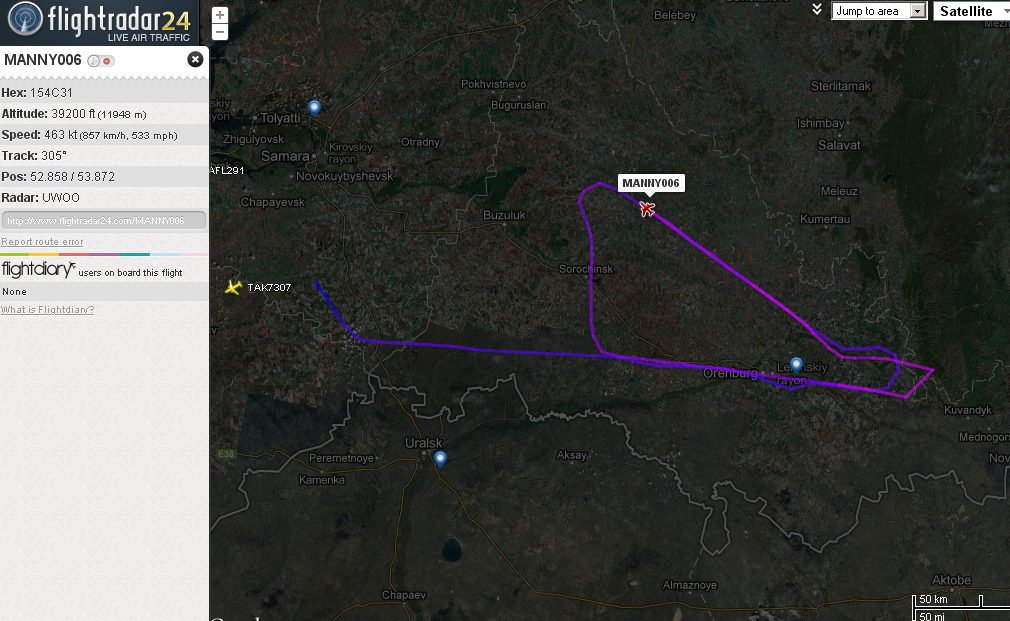 flightradar24
LIVE AIR TRAFFIC
MANNY006
Hex: 154C31
Altitude: 39200 ft (11948 m)
Speed: 463 kt (857 km/h, 533 mph)
Track: 305°
Pos: 52.858 / 53.872
Radar: UWOO
http://www.flightradar24.com/MANNY006
Report route error
flightdiary users on board this flight
None
What is Flightdiary?
+
−
Jump to area
Satellite
Belebey
Pokhvistnevo
Buguruslan
Sterlitamak
Tolyatti
Zhigulyovsk
Kirovskiy
rayon
Otradny
Ishimbay
Salavat
Samara
AFL291
Novokuybyshevsk
MANNY006
Meleuz
Chapayevsk
Buzuluk
Kumertau
Sorochinsk
TAK7307
Orenburg
rayon
Kuvandyk
Uralsk
E38
Peremetnoye
Aksay
Kamenka
Almaznoye
Aktobe
Chapaev
50 km
50 mi